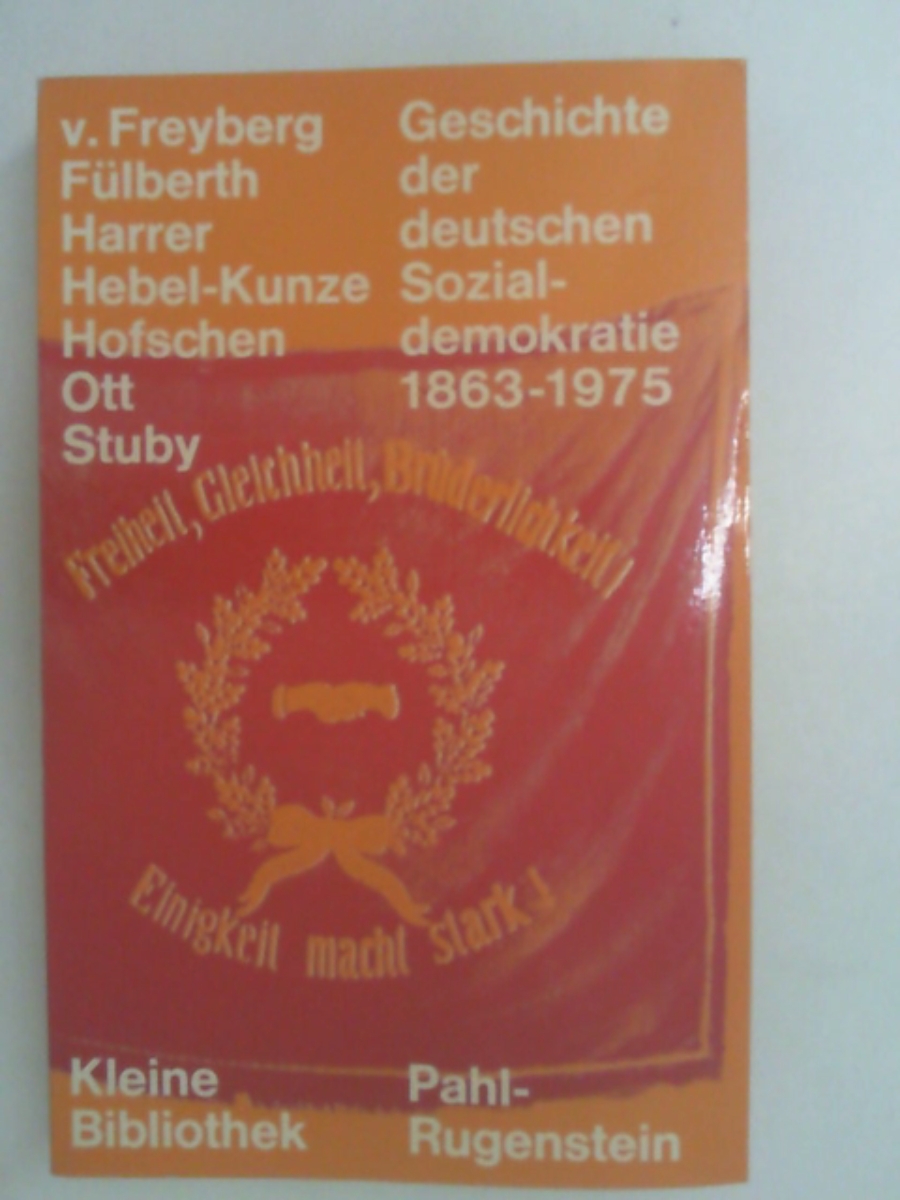 v. Freyberg
Fülberth
Harrer
Hebel-Kunze
Hofschen
Ott
Stuby
Geschichte
der
deutschen
Sozial-
demokratie
1863-1975
Freiheit, Gleichheit, Brüderlichkeit!
Einigkeit macht stark!
Kleine
Bibliothek
Pahl-
Rugenstein